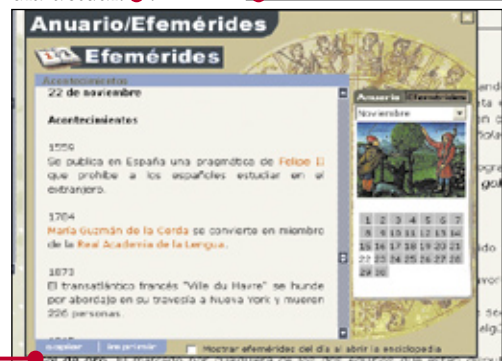 Anuario/Efemérides
Efemérides
Acontecimientos
22 de noviembre
Acontecimientos
1559
Se publica en España una pragmática de Felipe II
que prohibe a los españoles estudiar en el
extranjero.
1784
María Guzmán de la Cerda se convierte en miembro
de la Real Academia de la Lengua.
1873
El transatlántico francés "Ville du Havre" se hunde
por abordaje en su travesía a Nueva York y mueren
226 personas.
copiar imprimir
Mostrar efemérides del día al abrir la enciclopedia
Anuario Efemérides
Noviembre
1 2 3 4 5 6 7
8 9 10 11 12 13 14
15 16 17 18 19 20 21
22 23 24 25 26 27 28
29 30